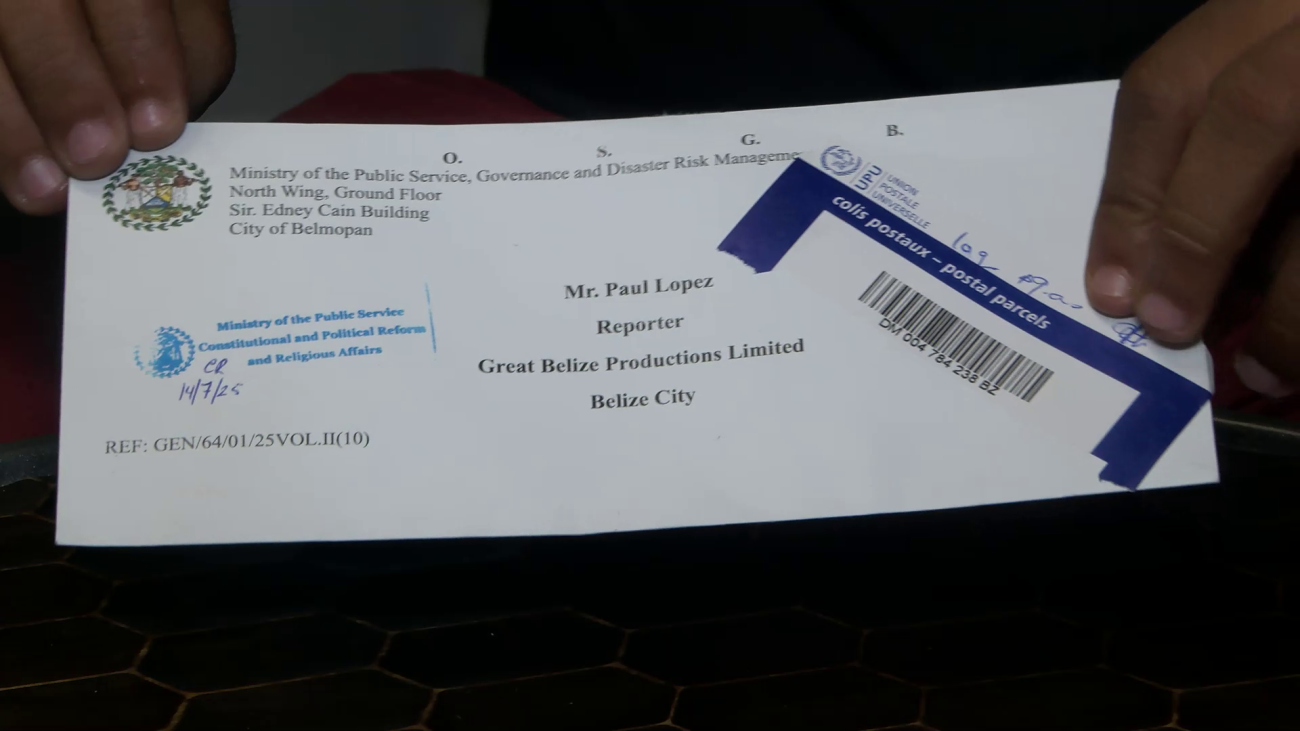 O. S. G. B.
Ministry of the Public Service, Governance and Disaster Risk Manageme
North Wing, Ground Floor
Sir. Edney Cain Building
City of Belmopan
UPU
UNION
POSTALE
UNIVERSELLE
colis postaux – postal parcels
DM 004 784 238 BZ
Mr. Paul Lopez
Reporter
Great Belize Productions Limited
Belize City
Ministry of the Public Service
Constitutional and Political Reform
and Religious Affairs
CR
14/7/25
REF: GEN/64/01/25VOL.II(10)